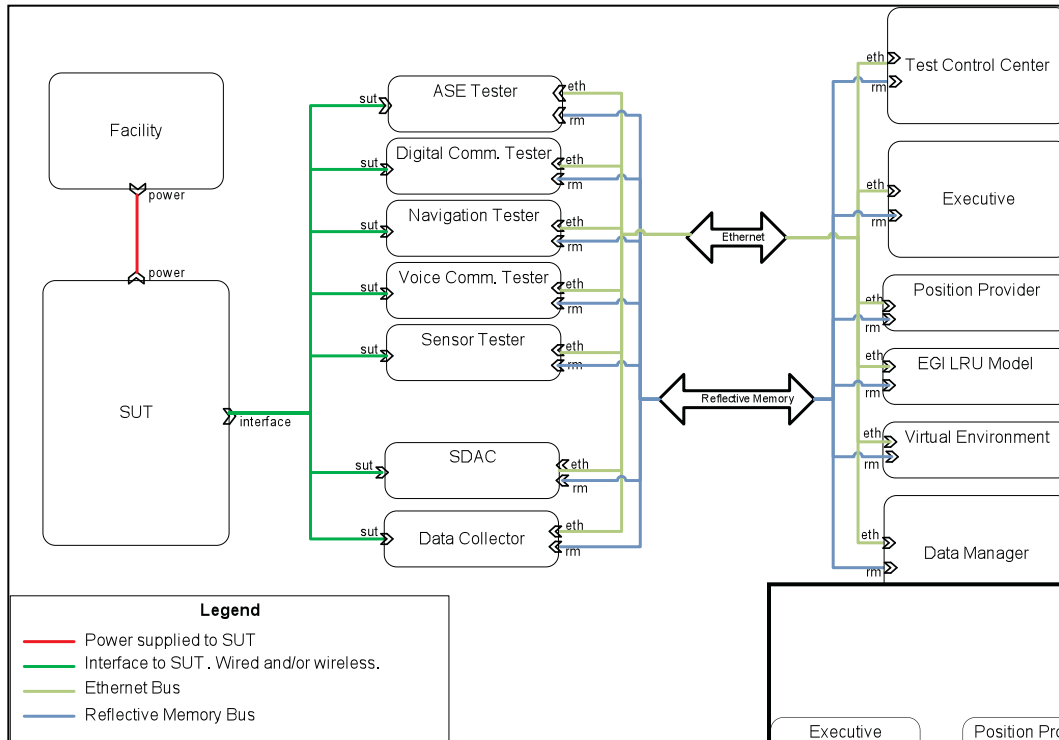 Facility
power
power
SUT
interface
sut
ASE Tester
eth
rm
sut
Digital Comm. Tester
eth
rm
sut
Navigation Tester
eth
rm
sut
Voice Comm. Tester
eth
rm
sut
Sensor Tester
eth
rm
sut
SDAC
eth
rm
sut
Data Collector
eth
rm
Ethernet
Reflective Memory
eth
Test Control Center
rm
eth
Executive
rm
eth
Position Provider
rm
eth
EGI LRU Model
rm
eth
Virtual Environment
rm
eth
Data Manager
rm
Legend
Power supplied to SUT
Interface to SUT . Wired and/or wireless.
Ethernet Bus
Reflective Memory Bus
Executive
Position Pro